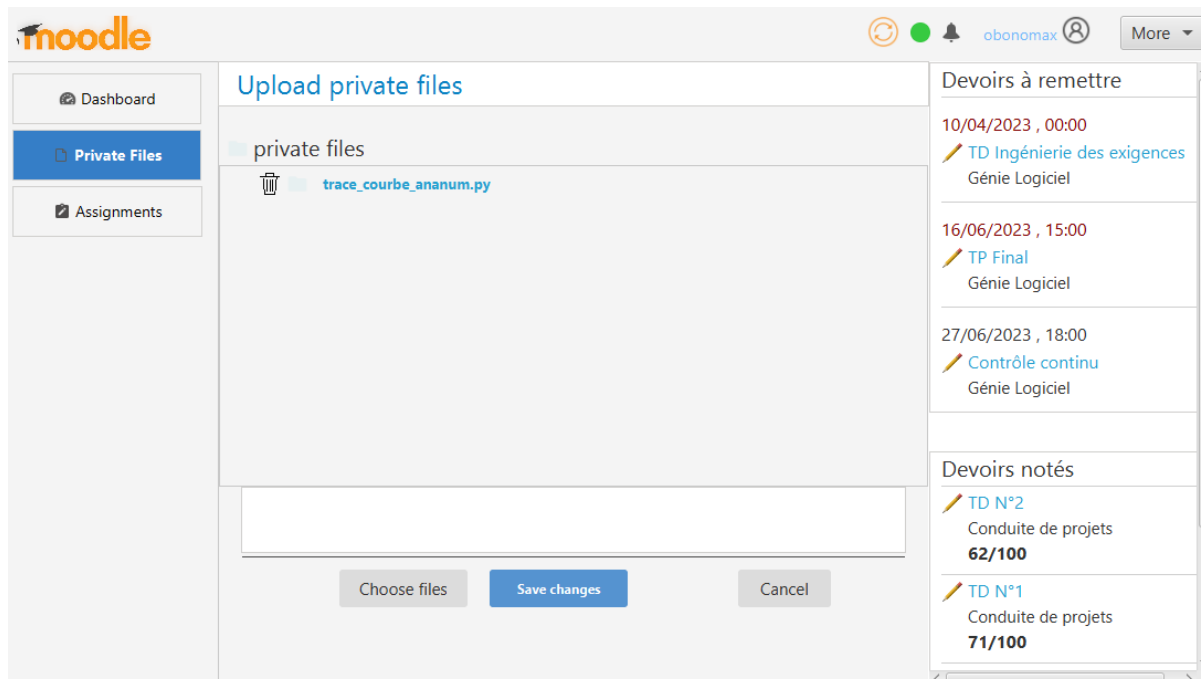 moodle
obonomax
More
Dashboard
Private Files
Assignments
Upload private files
private files
trace_courbe_ananum.py
Choose files
Save changes
Cancel
Devoirs à remettre
10/04/2023 , 00:00
TD Ingénierie des exigences
Génie Logiciel
16/06/2023 , 15:00
TP Final
Génie Logiciel
27/06/2023 , 18:00
Contrôle continu
Génie Logiciel
Devoirs notés
TD N°2
Conduite de projets
62/100
TD N°1
Conduite de projets
71/100